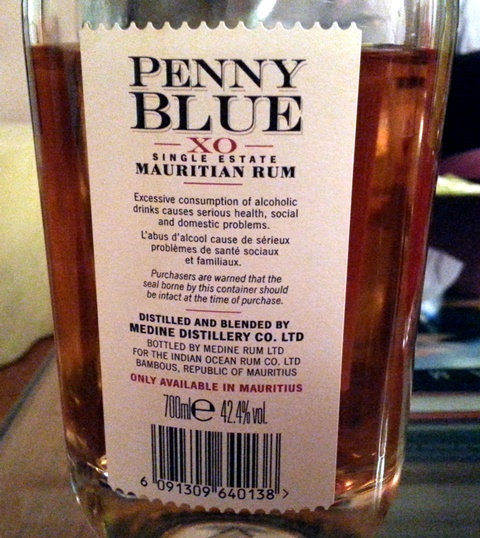 PENNY
BLUE
XO
SINGLE ESTATE
MAURITIAN RUM
Excessive consumption of alcoholic
drinks causes serious health, social
and domestic problems.
L'abus d'alcool cause de sérieux
problèmes de santé sociaux
et familiaux.
Purchasers are warned that the
seal borne by this container should
be intact at the time of purchase.
DISTILLED AND BLENDED BY
MEDINE DISTILLERY CO. LTD
BOTTLED BY MEDINE RUM LTD
FOR THE INDIAN OCEAN RUM CO. LTD
BAMBOUS, REPUBLIC OF MAURITIUS
ONLY AVAILABLE IN MAURITIUS
700ml e 42.4% vol.
6 091309 640138 >